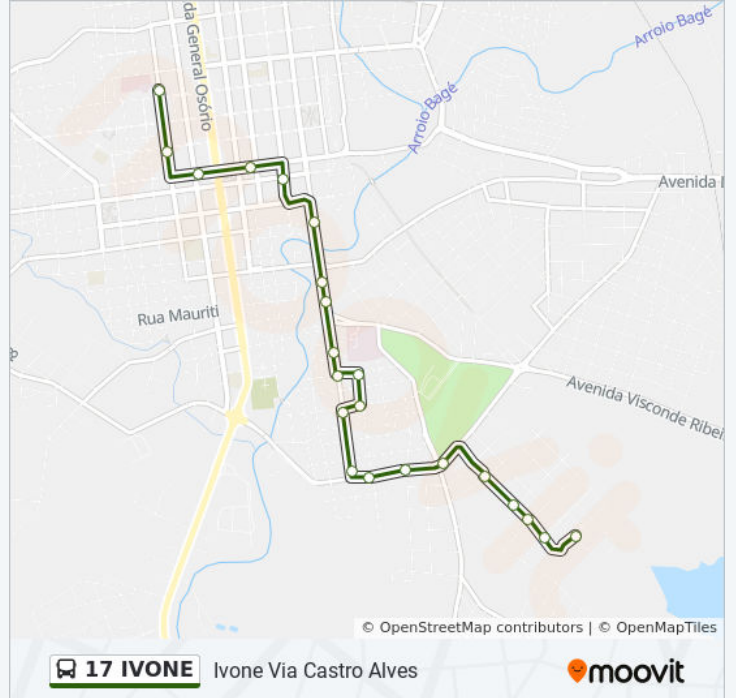 da General Osório
Arroio Bagé
Arroio Bagé
Avenida I
Rua Mauriti
Avenida Visconde Ribei
© OpenStreetMap contributors | © OpenMapTiles
17 IVONE
Ivone Via Castro Alves
moovit